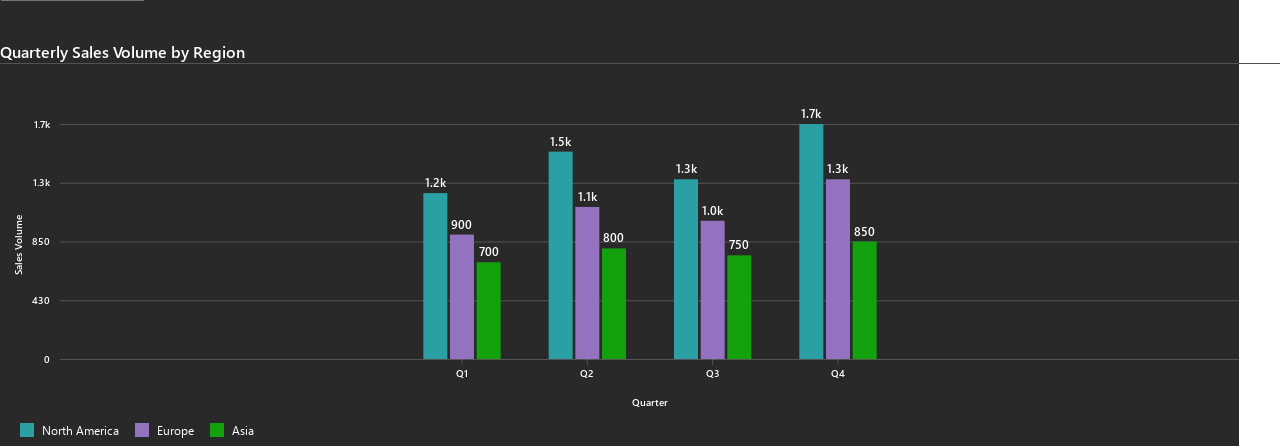 Quarterly Sales Volume by Region
1.7k
1.3k
850
430
0
Sales Volume
1.2k
900
700
1.5k
1.1k
800
1.3k
1.0k
750
1.7k
1.3k
850
Q1 Q2 Q3 Q4
Quarter
North America Europe Asia